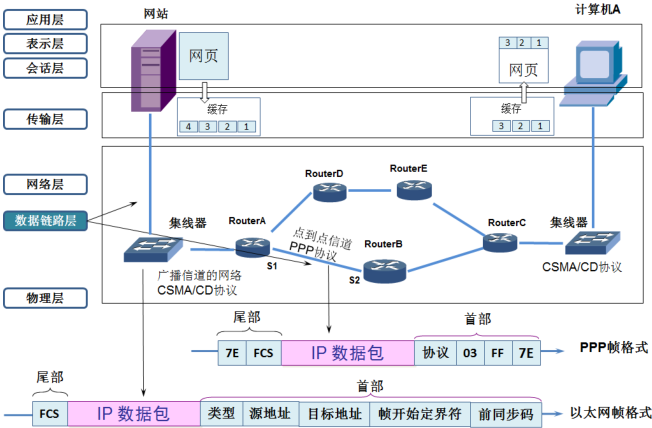 应用层
网站
计算机A
表示层
网页
3 2 1
会话层
网页
缓存
缓存
传输层
4 3 2 1
3 2 1
RouterD
RouterE
网络层
数据链路层
集线器
RouterA
点到点信道
PPP协议
RouterB
RouterC
集线器
S1
S2
广播信道的网络
CSMA/CD协议
CSMA/CD协议
物理层
尾部
首部
7E FCS IP 数据包 协议 03 FF 7E
PPP帧格式
尾部
首部
FCS IP 数据包 类型 源地址 目标地址 帧开始定界符 前同步码
以太网帧格式